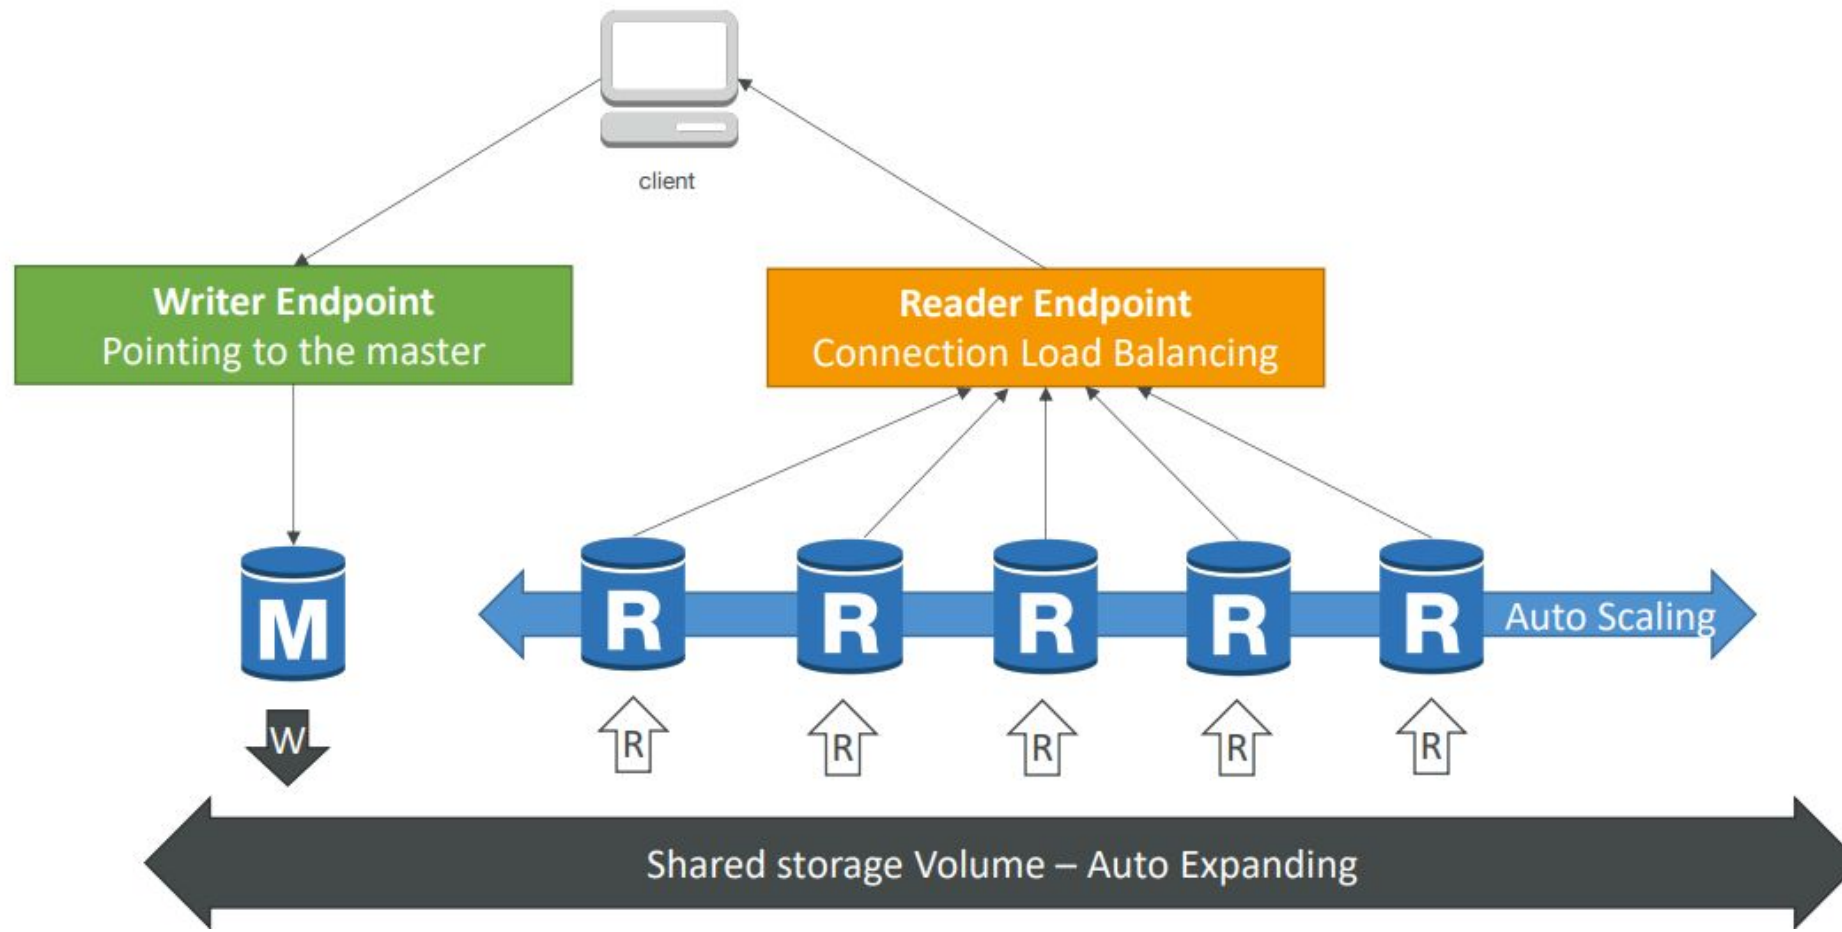 client
Writer Endpoint
Pointing to the master
Reader Endpoint
Connection Load Balancing
M
R
R
R
R
R
Auto Scaling
W
R
R
R
R
R
Shared storage Volume – Auto Expanding